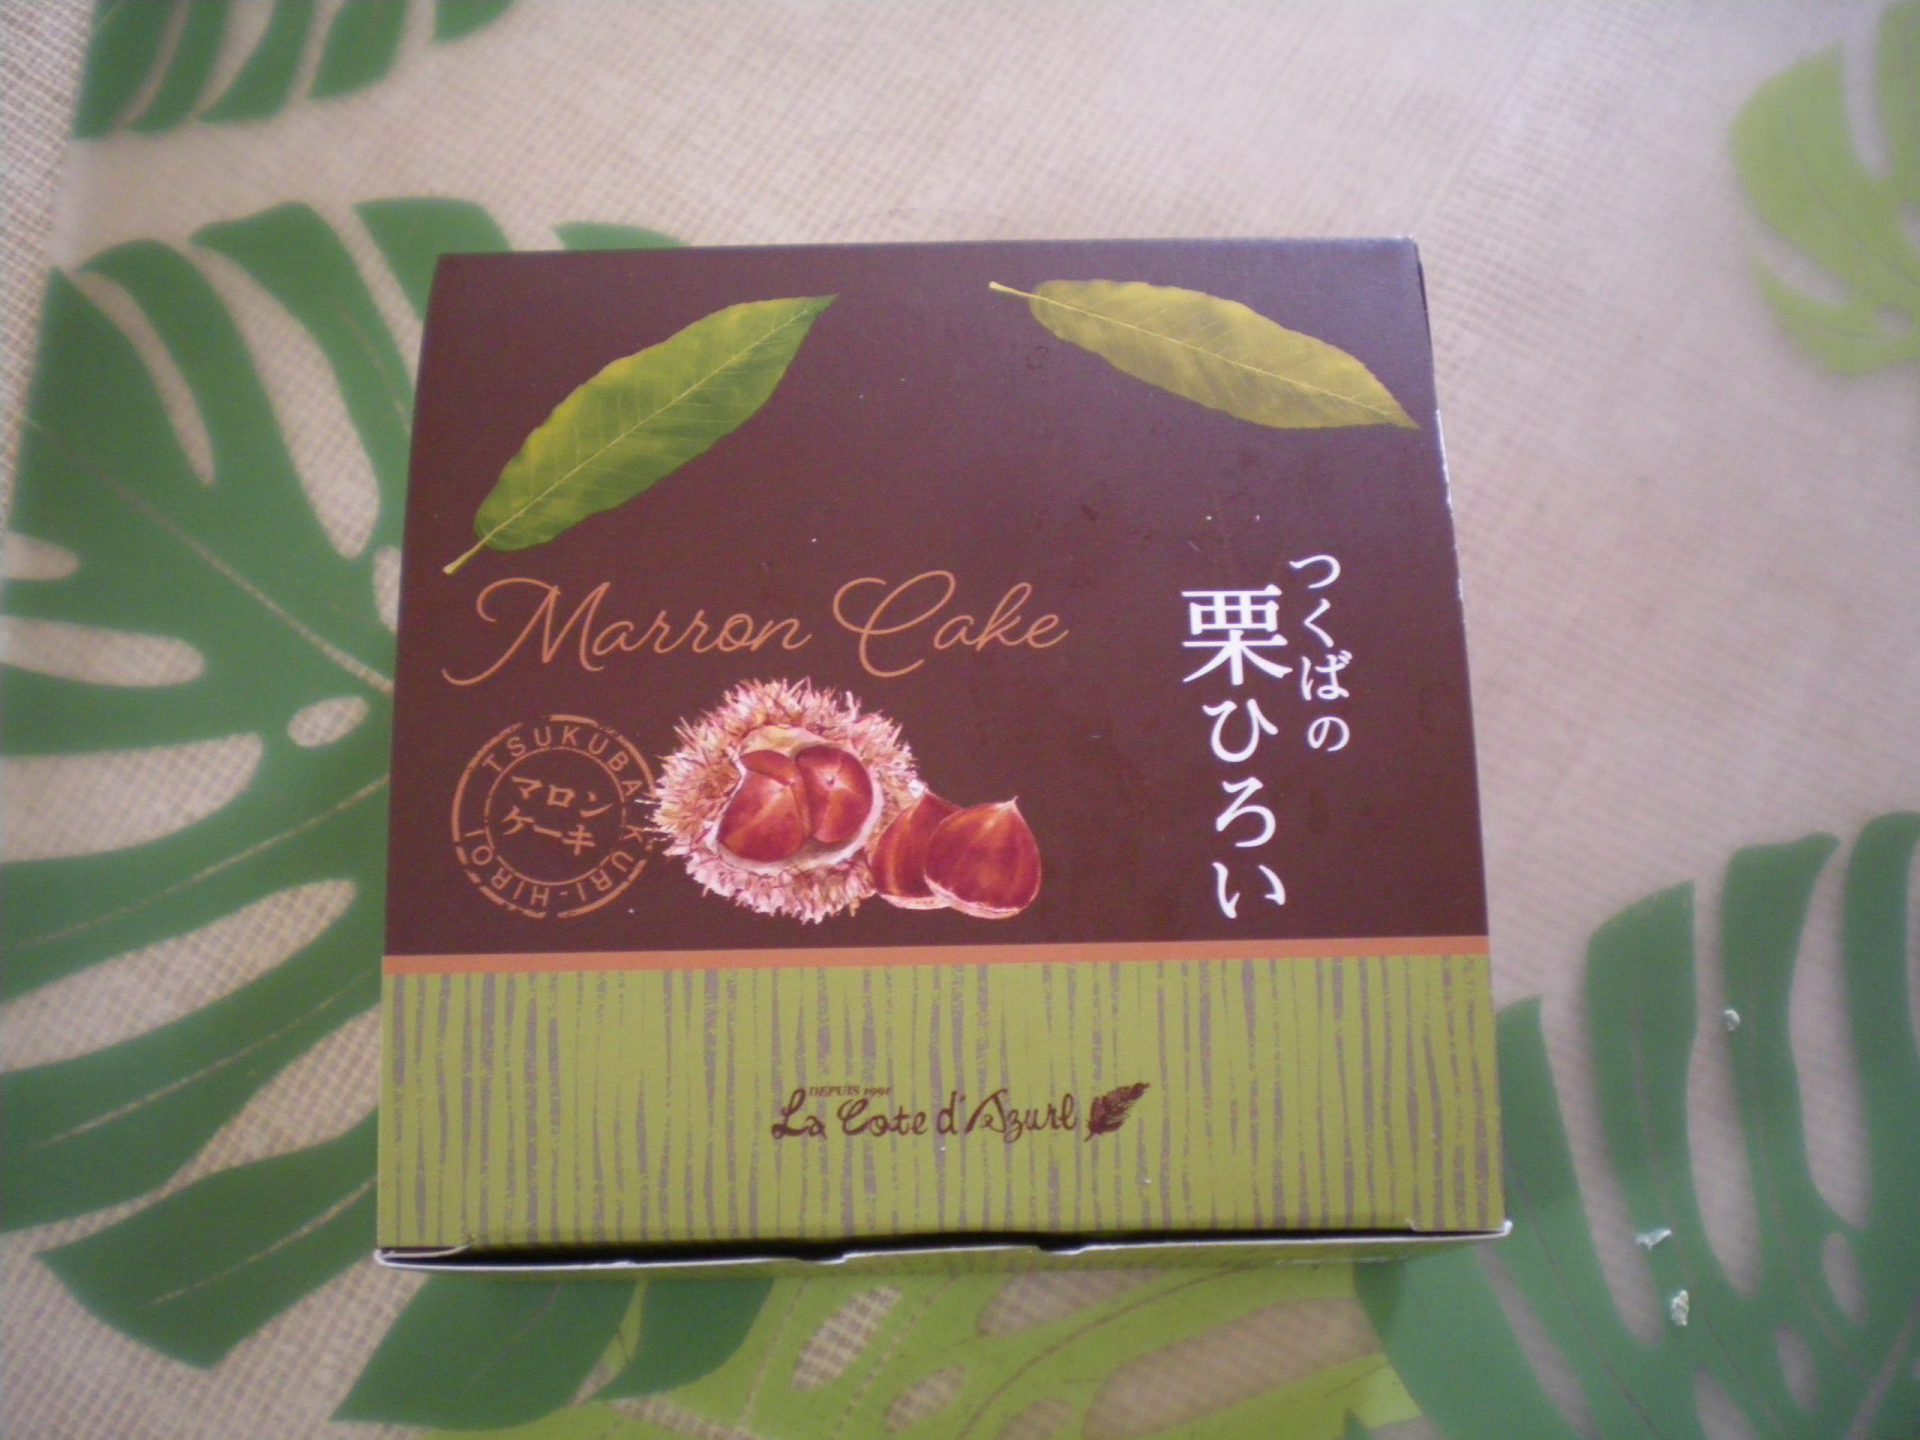 Marron Cake
つくばの
栗ひろい
TSUKUBA KURI-HIROI
マロン
ケーキ
DEPUIS 1991
La Cote d'Azurl